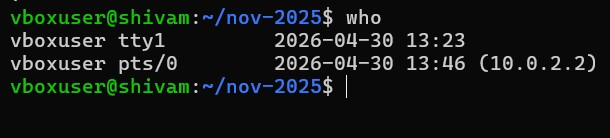 vboxuser@shivam:~/nov-2025$ who
vboxuser tty1         2026-04-30 13:23
vboxuser pts/0        2026-04-30 13:46 (10.0.2.2)
vboxuser@shivam:~/nov-2025$